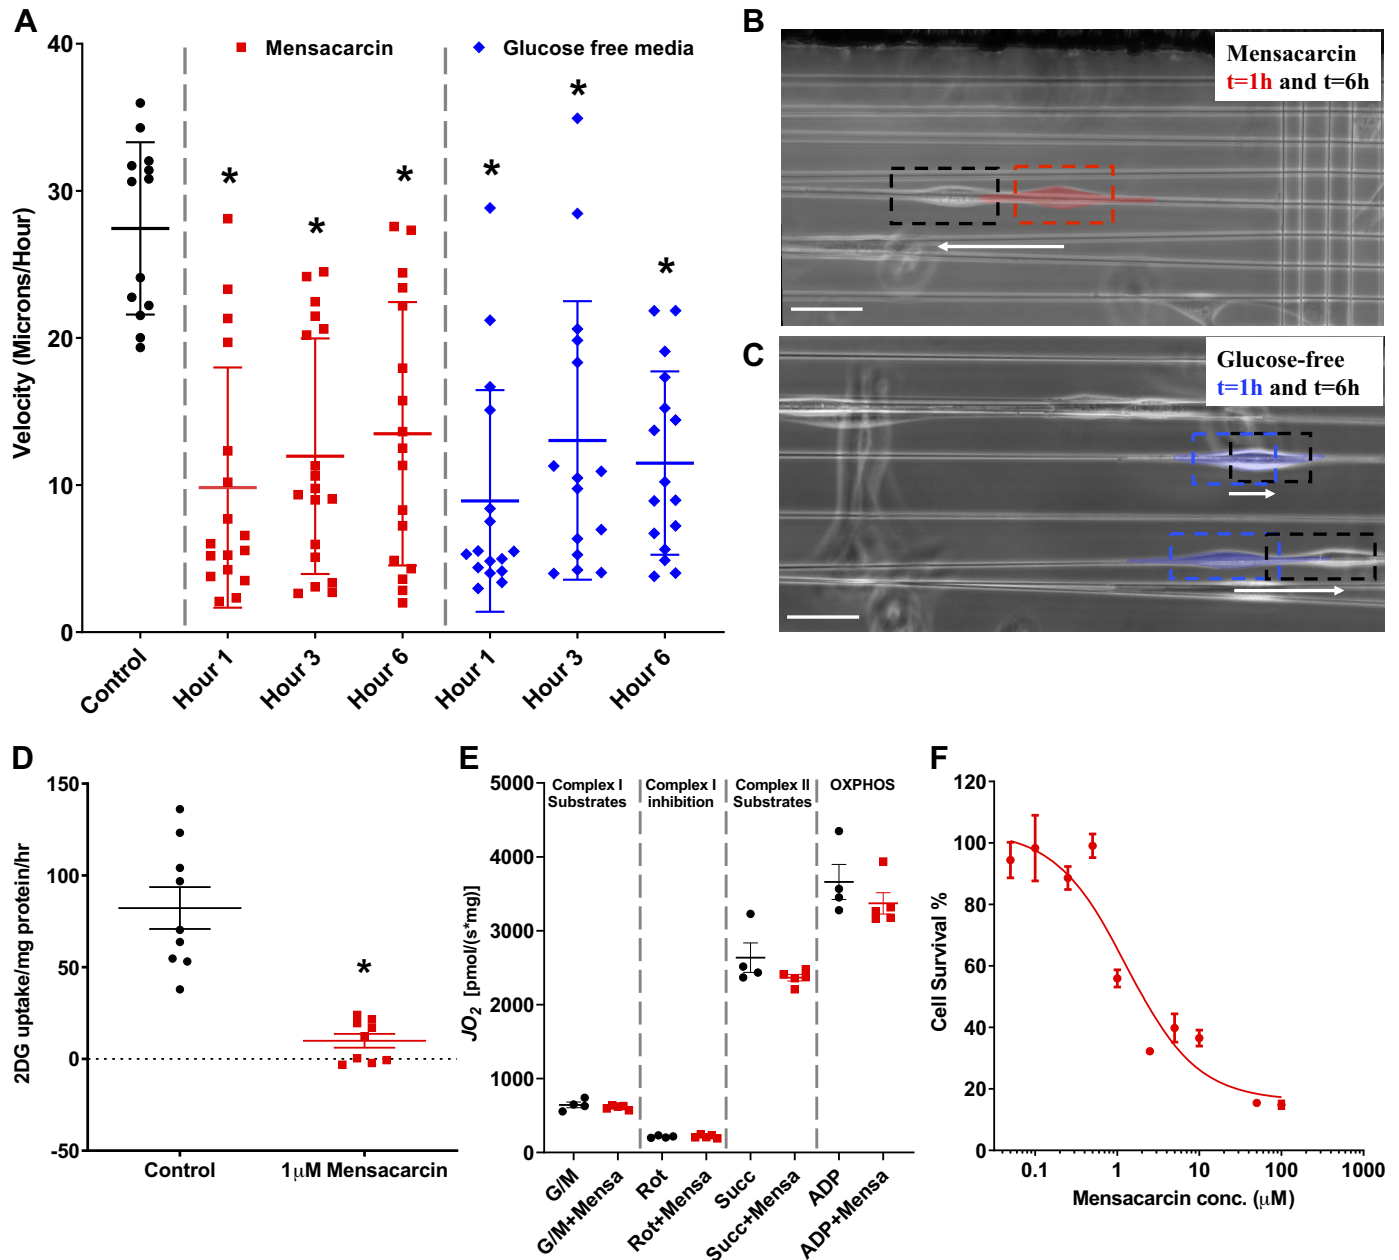 A
Mensacarcin
Glucose free media
Velocity (Microns/Hour)
40
30
20
10
0
*
*
*
*
*
*
Control
Hour 1
Hour 3
Hour 6
Hour 1
Hour 3
Hour 6
B
Mensacarcin
t=1h and t=6h
C
Glucose-free
t=1h and t=6h
D
2DG uptake/mg protein/hr
150
100
50
0
-50
*
Control
1μM Mensacarcin
E
JO2 [pmol/(s*mg)]
5000
4000
3000
2000
1000
0
Complex I
Substrates
Complex I
inhibition
Complex II
Substrates
OXPHOS
G/M
G/M+Mensa
Rot
Rot+Mensa
Succ
Succ+Mensa
ADP
ADP+Mensa
F
Cell Survival %
120
100
80
60
40
20
0
0.1
1
10
100
1000
Mensacarcin conc. (μM)